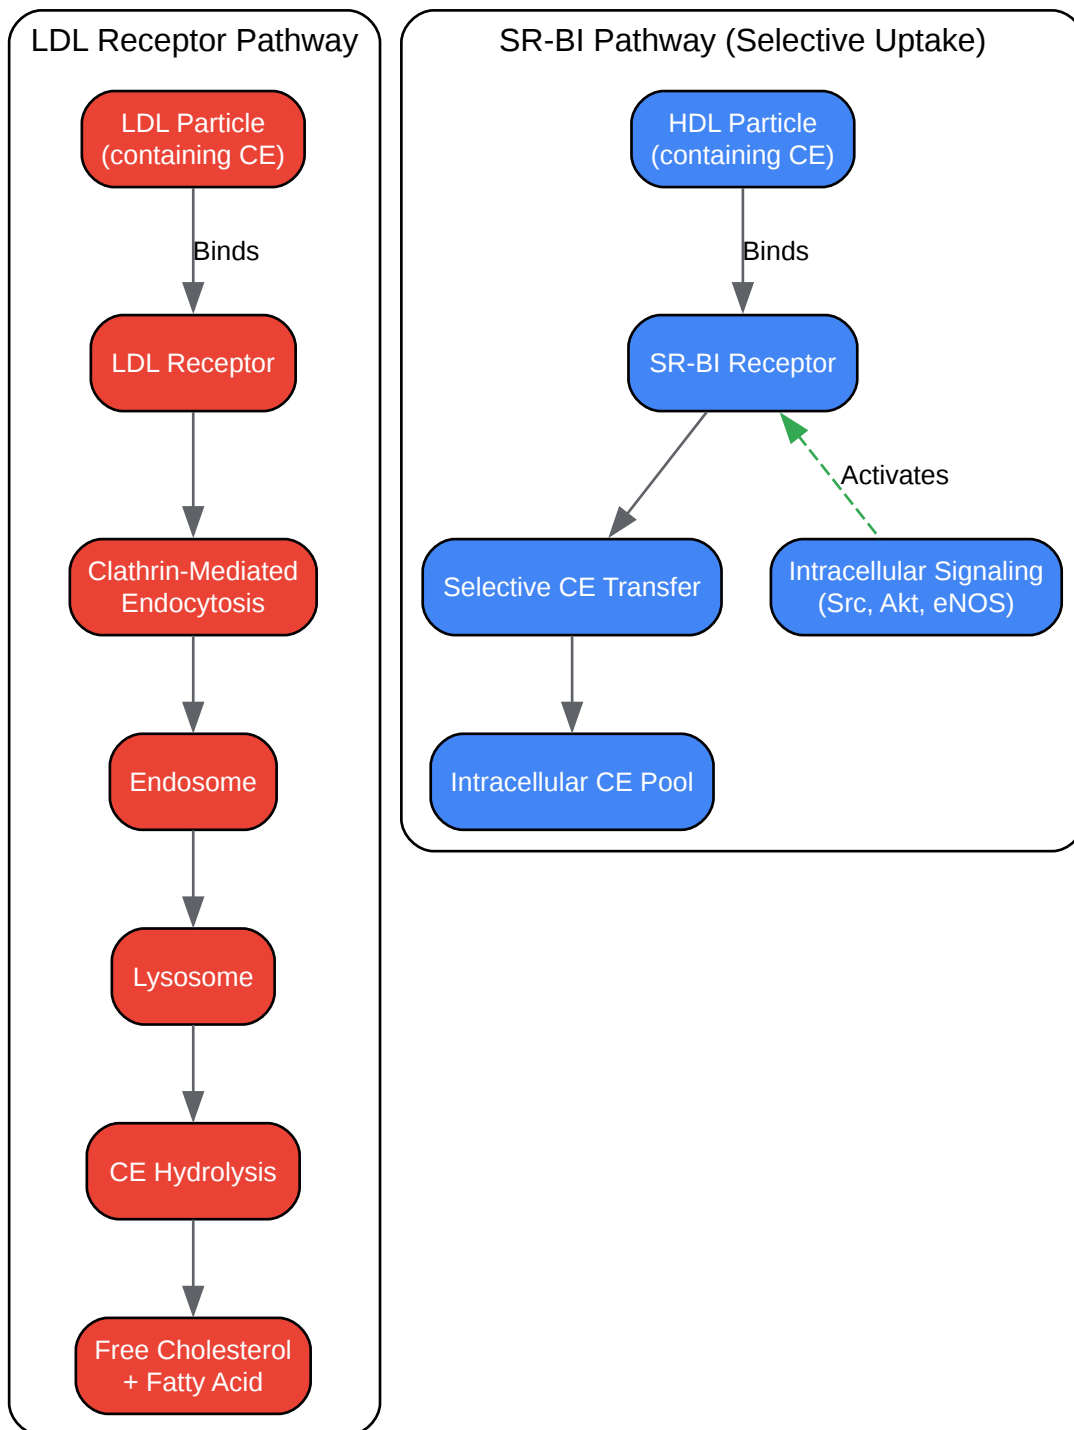 LDL Receptor Pathway
LDL Particle
(containing CE)
Binds
LDL Receptor
Clathrin-Mediated
Endocytosis
Endosome
Lysosome
CE Hydrolysis
Free Cholesterol
+ Fatty Acid
SR-BI Pathway (Selective Uptake)
HDL Particle
(containing CE)
Binds
SR-BI Receptor
Activates
Selective CE Transfer
Intracellular Signaling
(Src, Akt, eNOS)
Intracellular CE Pool